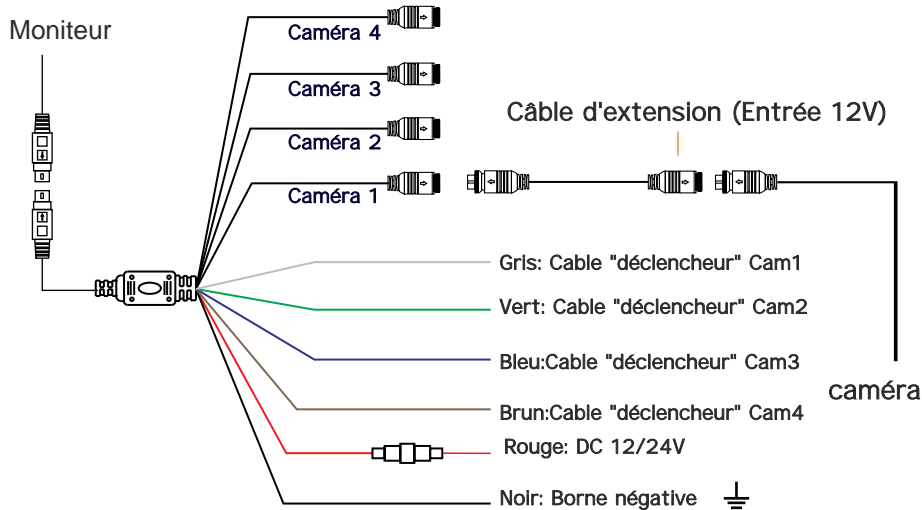 Moniteur
Caméra 4
Caméra 3
Caméra 2
Caméra 1
Câble d'extension (Entrée 12V)
caméra
Gris: Cable "déclencheur" Cam1
Vert: Cable "déclencheur" Cam2
Bleu:Cable "déclencheur" Cam3
Brun:Cable "déclencheur" Cam4
Rouge: DC 12/24V
Noir: Borne négative